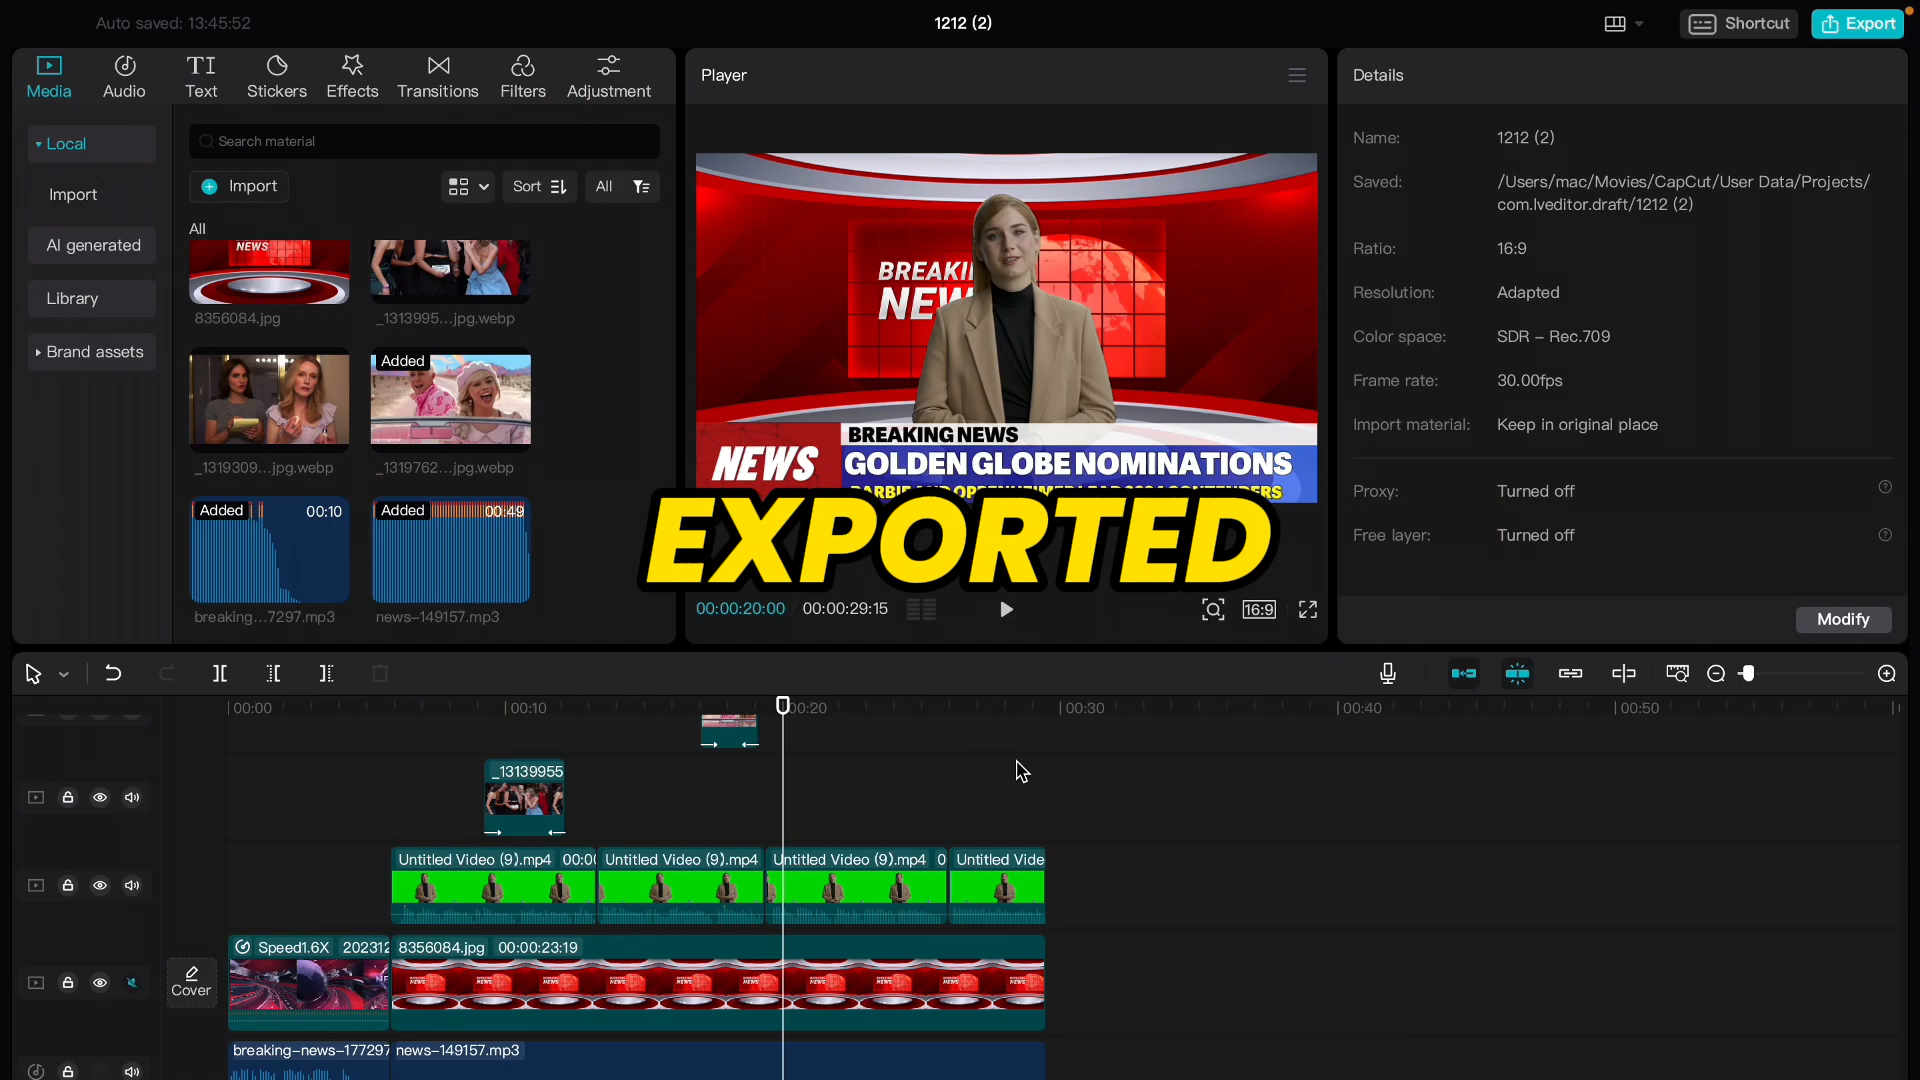 Auto saved: 13:45:52
1212 (2)
Shortcut
Export
Media
Audio
TI
Text
Stickers
Effects
Transitions
Filters
Adjustment
Local
Import
AI generated
Library
Brand assets
Search material
Import
Sort
All
All
NEWS
8356084.jpg
_1313995...jpg.webp
_1319309...jpg.webp
Added
_1319762...jpg.webp
Added
00:10
breaking...7297.mp3
Added
00:49
news-149157.mp3
Player
BREAKI
NEW
NEWS
BREAKING NEWS
GOLDEN GLOBE NOMINATIONS
EXPORTED
00:00:20:00
00:00:29:15
16:9
Details
Name: 1212 (2)
Saved: /Users/mac/Movies/CapCut/User Data/Projects/
com.lveditor.draft/1212 (2)
Ratio: 16:9
Resolution: Adapted
Color space: SDR – Rec.709
Frame rate: 30.00fps
Import material: Keep in original place
Proxy: Turned off
Free layer: Turned off
Modify
00:00
00:10
00:20
00:30
00:40
00:50
_13139955
Untitled Video (9).mp4 00:0
Untitled Video (9).mp4
Untitled Video (9).mp4 0
Untitled Vide
Cover
Speed1.6X 202312
8356084.jpg 00:00:23:19
breaking-news-177297
news-149157.mp3